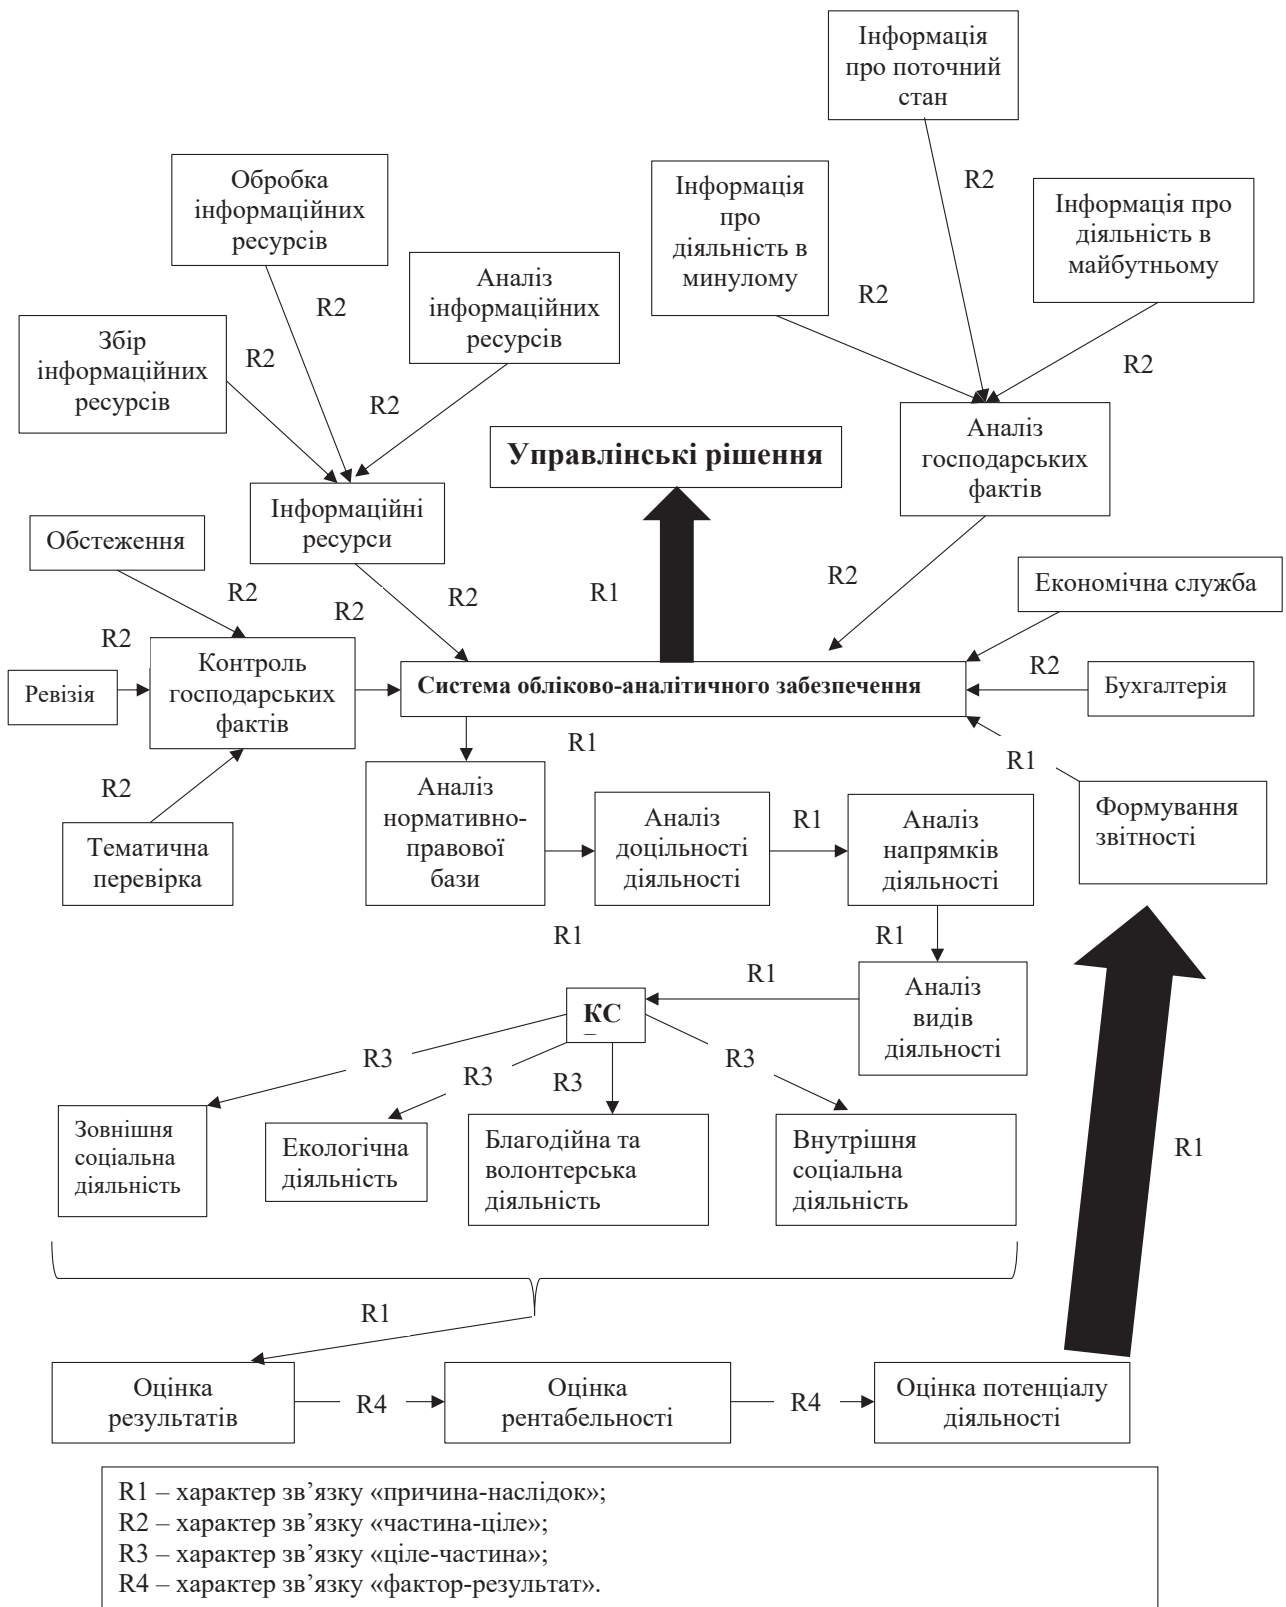 Інформація
про поточний
стан
R2
Обробка
інформаційних
ресурсів
Інформація
про
діяльність в
минулому
Інформація про
діяльність в
майбутньому
Аналіз
інформаційних
ресурсів
R2
R2
Збір
інформаційних
ресурсів
R2
R2
R2
Аналіз
господарських
фактів
Управлінські рішення
Інформаційні
ресурси
Обстеження
R2
R2
R2
R1
R2
Економічна служба
R2
R2
Контроль
господарських
фактів
Ревізія
Система обліково-аналітичного забезпечення
R2
Бухгалтерія
R1
R1
R2
Аналіз
нормативно-
правової
бази
Аналіз
доцільності
діяльності
R1
Аналіз
напрямків
діяльності
Формування
звітності
Тематична
перевірка
R1
R1
R1
Аналіз
видів
діяльності
КС
R3
R3
R3
R3
Зовнішня
соціальна
діяльність
Екологічна
діяльність
Благодійна та
волонтерська
діяльність
Внутрішня
соціальна
діяльність
R1
R1
Оцінка
результатів
R4
Оцінка
рентабельності
R4
Оцінка потенціалу
діяльності
R1 – характер зв’язку «причина-наслідок»;
R2 – характер зв’язку «частина-ціле»;
R3 – характер зв’язку «ціле-частина»;
R4 – характер зв’язку «фактор-результат».